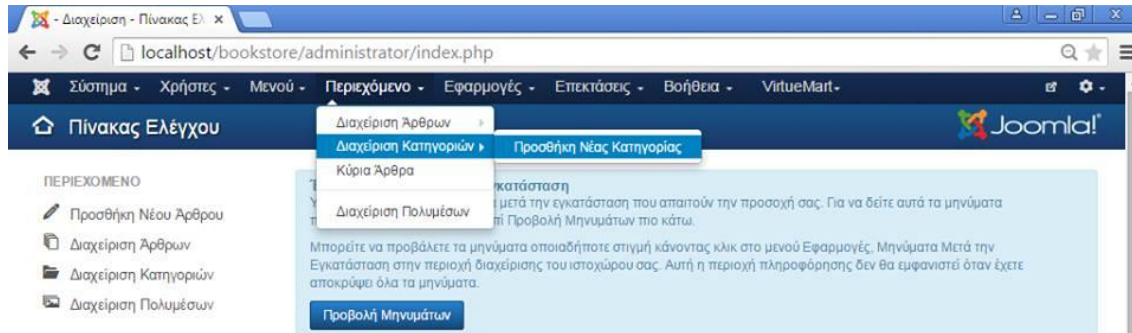 - Διαχείριση - Πίνακας Ελ
localhost/bookstore/administrator/index.php
Σύστημα Χρήστες Μενού Περιεχόμενο Εφαρμογές Επεκτάσεις Βοήθεια VirtueMart
Πίνακας Ελέγχου
Joomla!
Διαχείριση Άρθρων
Διαχείριση Κατηγοριών
Προσθήκη Νέας Κατηγορίας
Κύρια Άρθρα
Διαχείριση Πολυμέσων
ΠΕΡΙΕΧΟΜΕΝΟ
Προσθήκη Νέου Άρθρου
Διαχείριση Άρθρων
Διαχείριση Κατηγοριών
Διαχείριση Πολυμέσων
κατάσταση
μετά την εγκατάσταση που απαιτούν την προσοχή σας. Για να δείτε αυτά τα μηνύματα
πί Προβολή Μηνυμάτων πιο κάτω.
Μπορείτε να προβάλετε τα μηνύματα οποιαδήποτε στιγμή κάνοντας κλικ στο μενού Εφαρμογές, Μηνύματα Μετά την
Εγκατάσταση στην περιοχή διαχείρισης του ιστοχώρου σας. Αυτή η περιοχή πληροφόρησης δεν θα εμφανιστεί όταν έχετε
αποκρύψει όλα τα μηνύματα.
Προβολή Μηνυμάτων